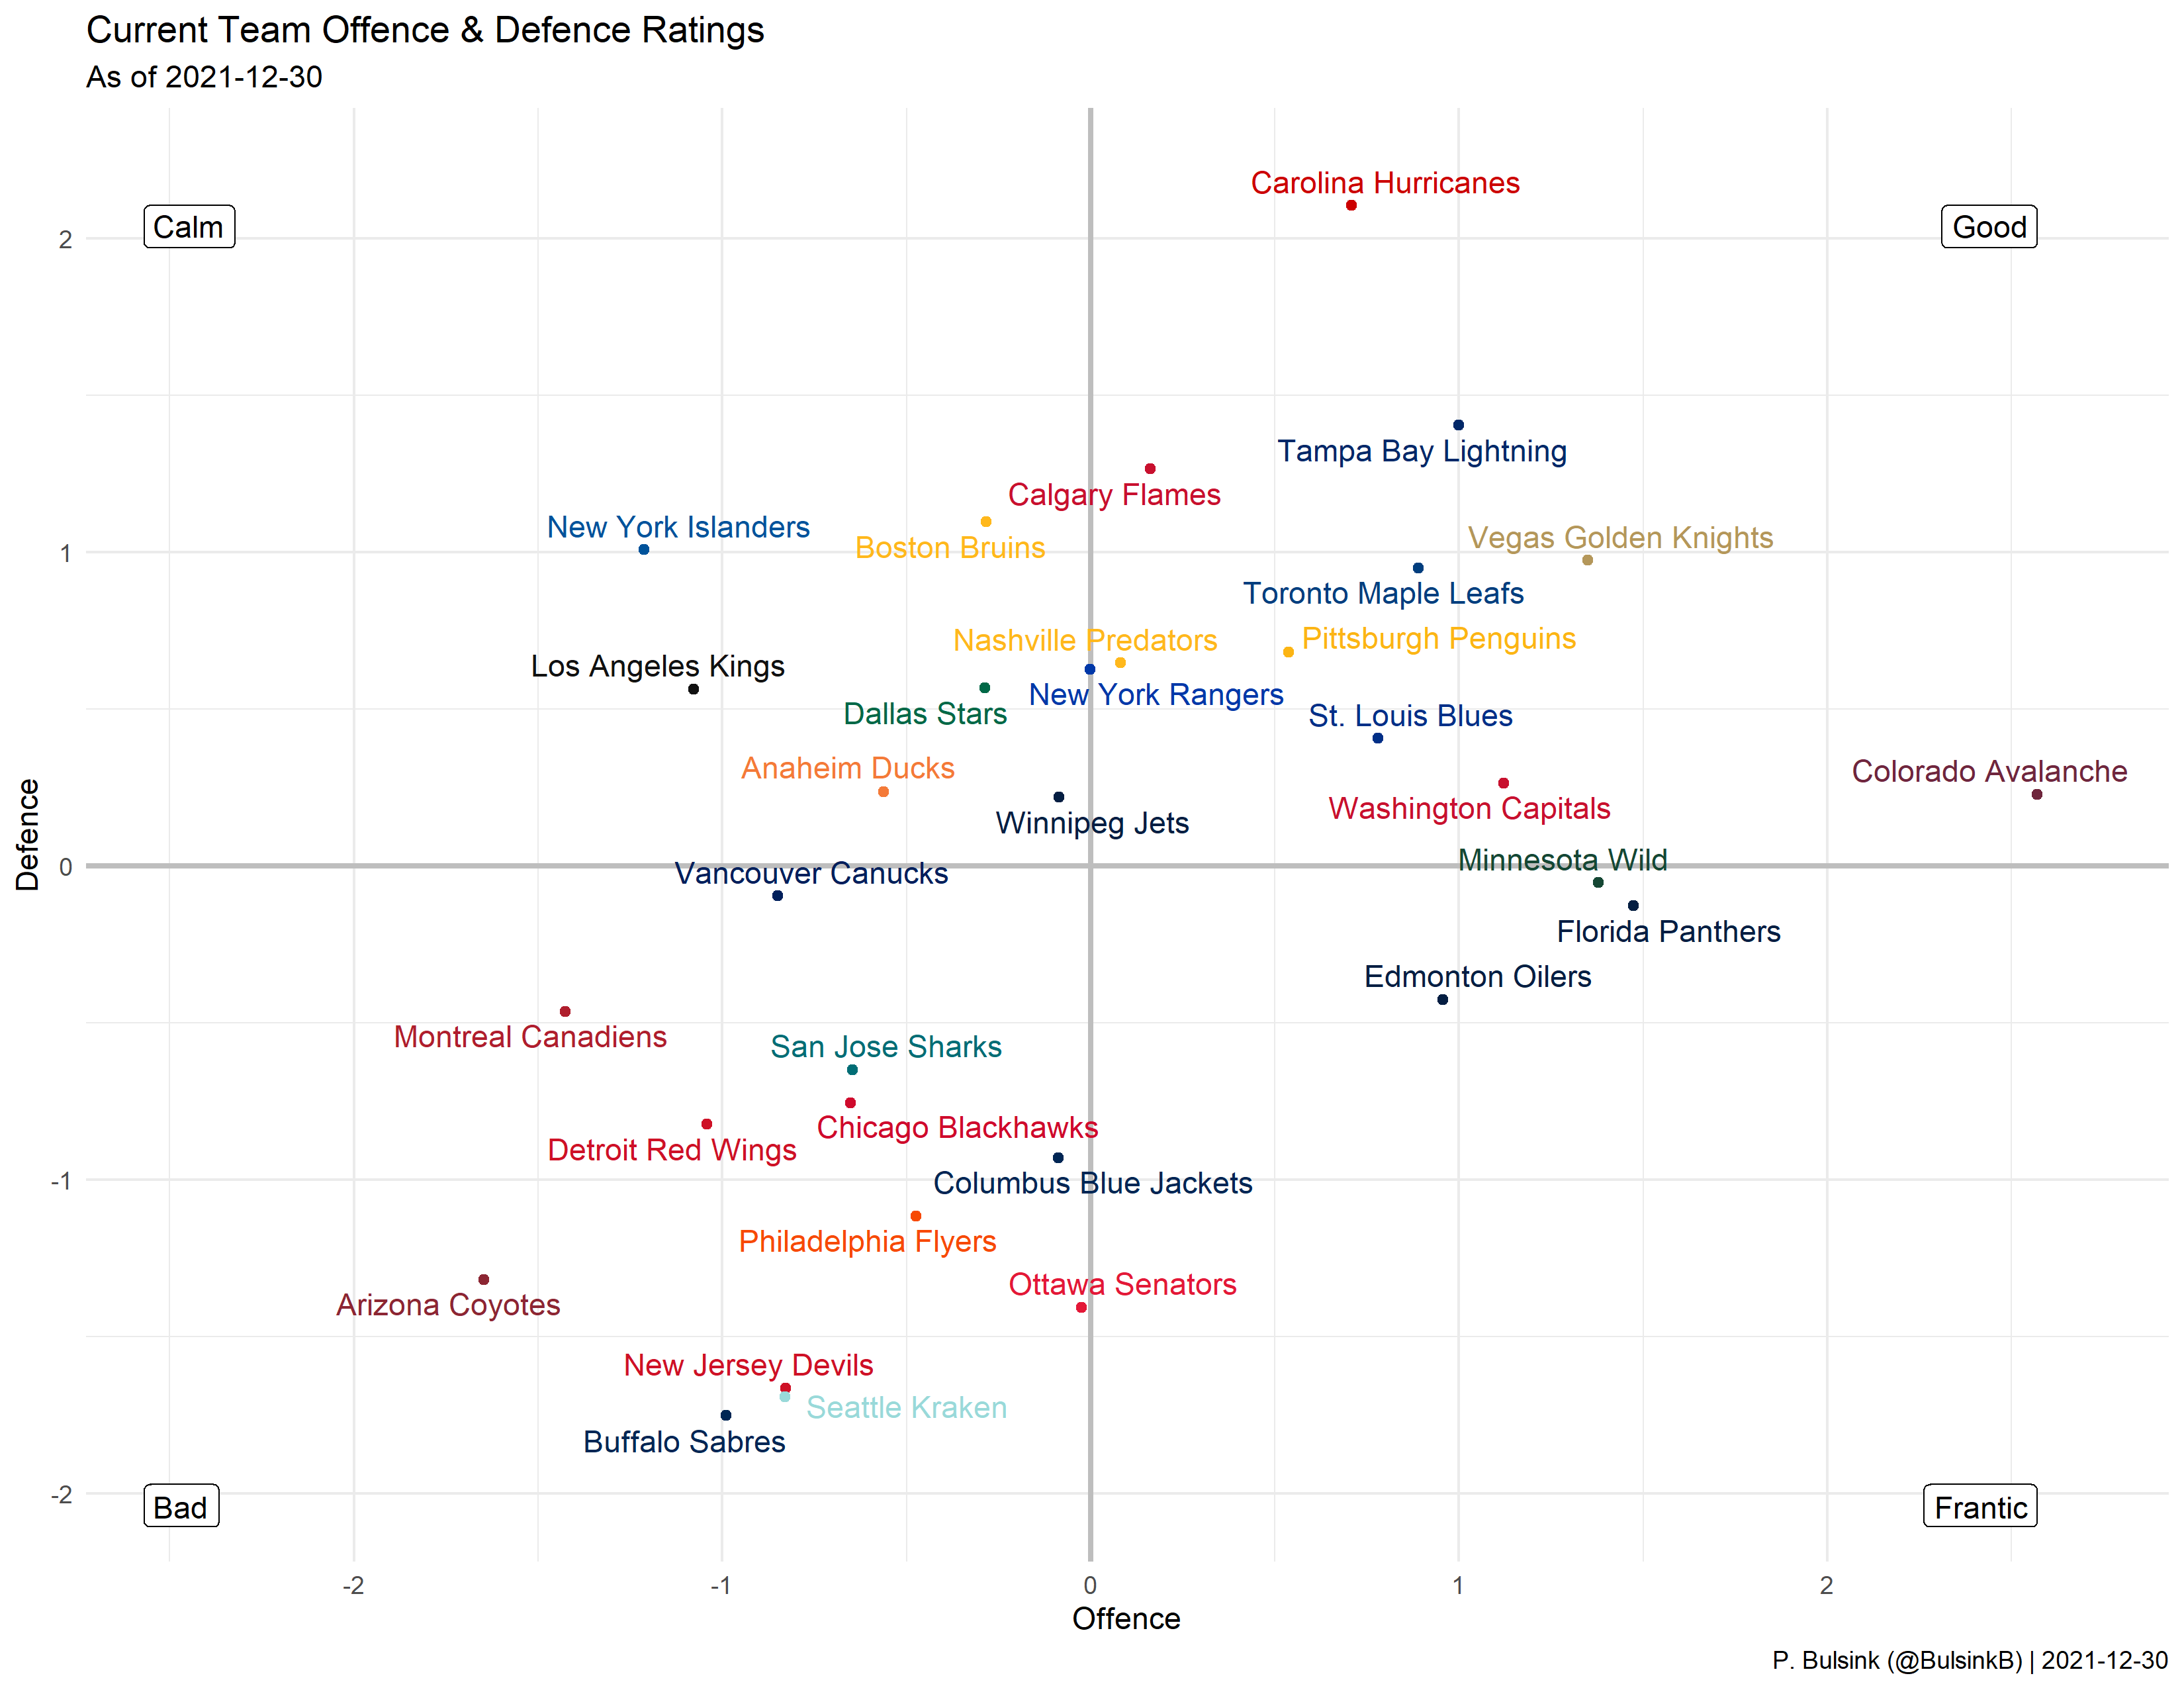 Current Team Offence & Defence Ratings
As of 2021-12-30
Carolina Hurricanes
Calm
Good
2
Tampa Bay Lightning
Calgary Flames
New York Islanders
Boston Bruins
Vegas Golden Knights
1
Toronto Maple Leafs
Nashville Predators
Pittsburgh Penguins
Los Angeles Kings
New York Rangers
Dallas Stars
St. Louis Blues
Anaheim Ducks
Colorado Avalanche
Washington Capitals
Winnipeg Jets
Defence
0
Minnesota Wild
Vancouver Canucks
Florida Panthers
Edmonton Oilers
Montreal Canadiens
San Jose Sharks
Chicago Blackhawks
Detroit Red Wings
-1
Columbus Blue Jackets
Philadelphia Flyers
Ottawa Senators
Arizona Coyotes
New Jersey Devils
Seattle Kraken
Buffalo Sabres
-2
Bad
Frantic
-2
-1
0
1
2
Offence
P. Bulsink (@BulsinkB) | 2021-12-30